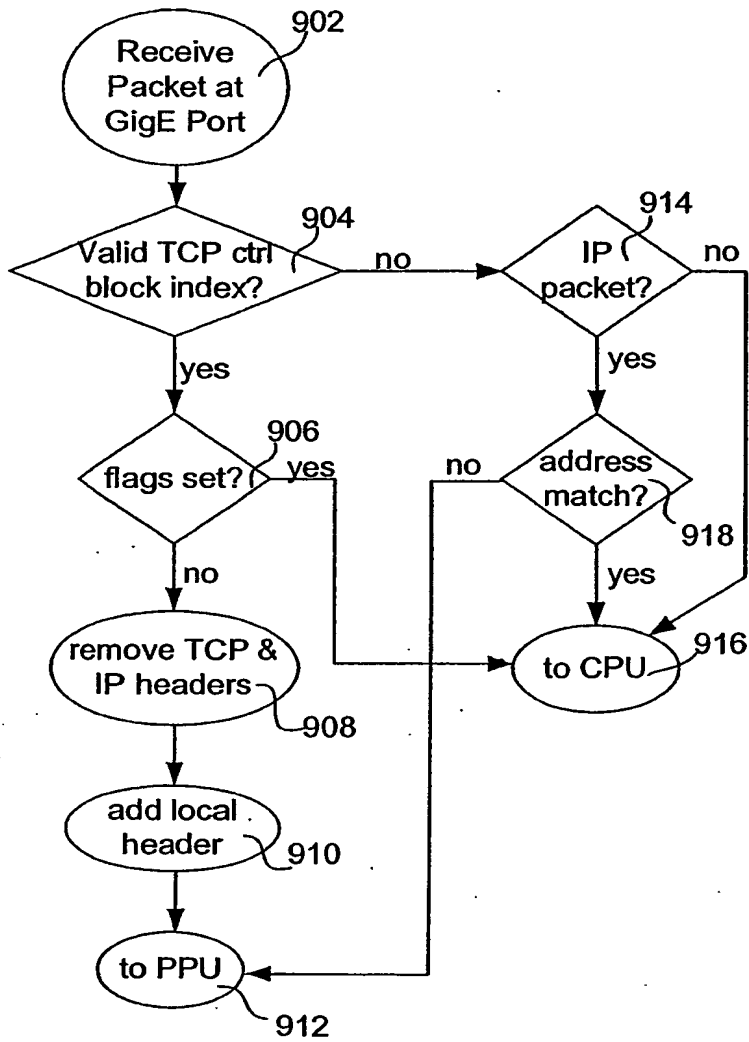 902
Receive
Packet at
GigE Port
Valid TCP ctrl
block index?
904
no
914
IP
packet?
no
yes
yes
906
flags set?
yes
no
address
match?
918
no
yes
remove TCP &
IP headers
908
to CPU
916
add local
header
910
to PPU
912